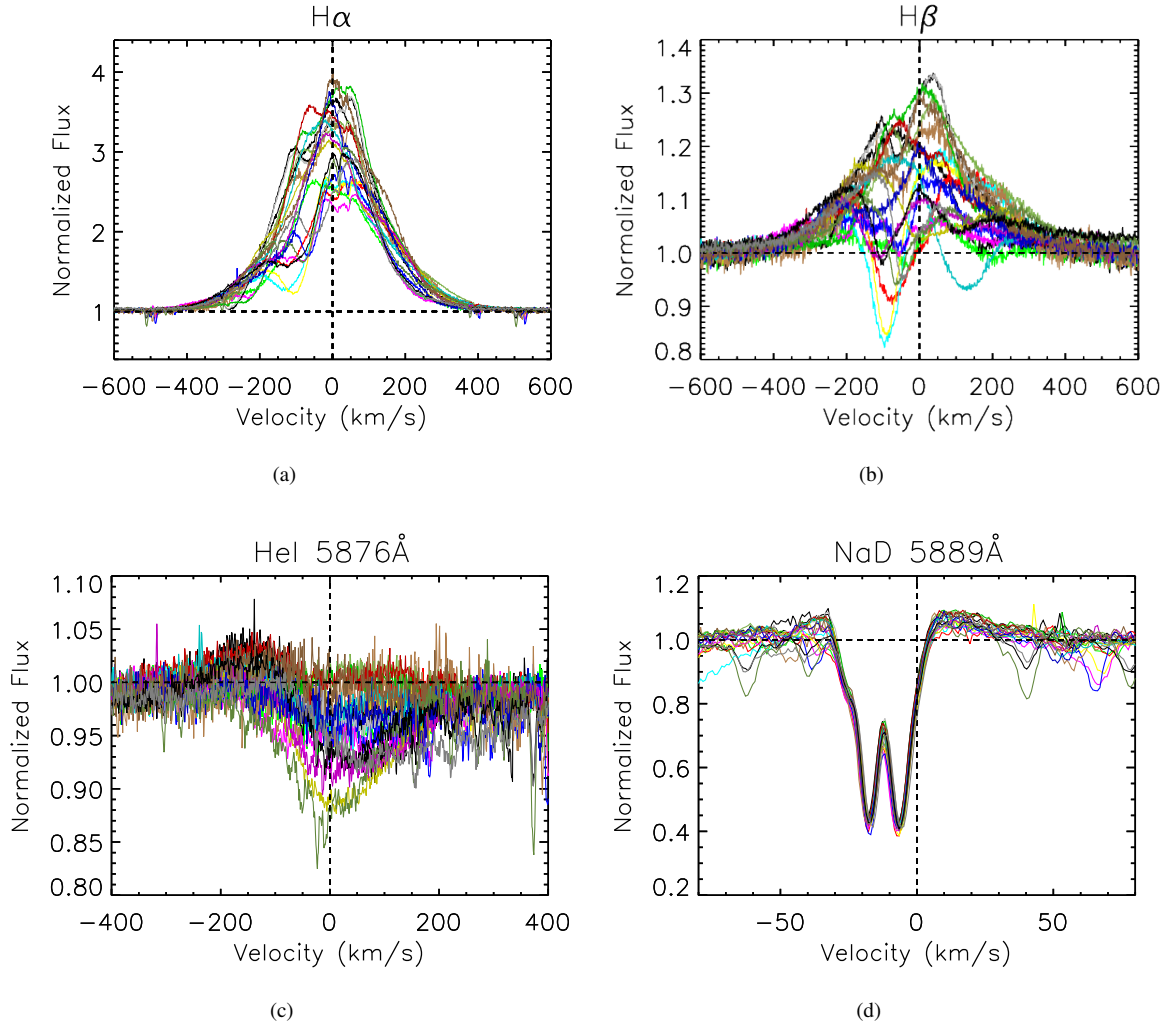 Hα
Normalized Flux
4
3
2
1
−600 −400 −200 0 200 400 600
Velocity (km/s)
(a)
Hβ
Normalized Flux
1.4
1.3
1.2
1.1
1.0
0.9
0.8
−600 −400 −200 0 200 400 600
Velocity (km/s)
(b)
HeI 5876Å
Normalized Flux
1.10
1.05
1.00
0.95
0.90
0.85
0.80
−400 −200 0 200 400
Velocity (km/s)
(c)
NaD 5889Å
Normalized Flux
1.2
1.0
0.8
0.6
0.4
0.2
−50 0 50
Velocity (km/s)
(d)